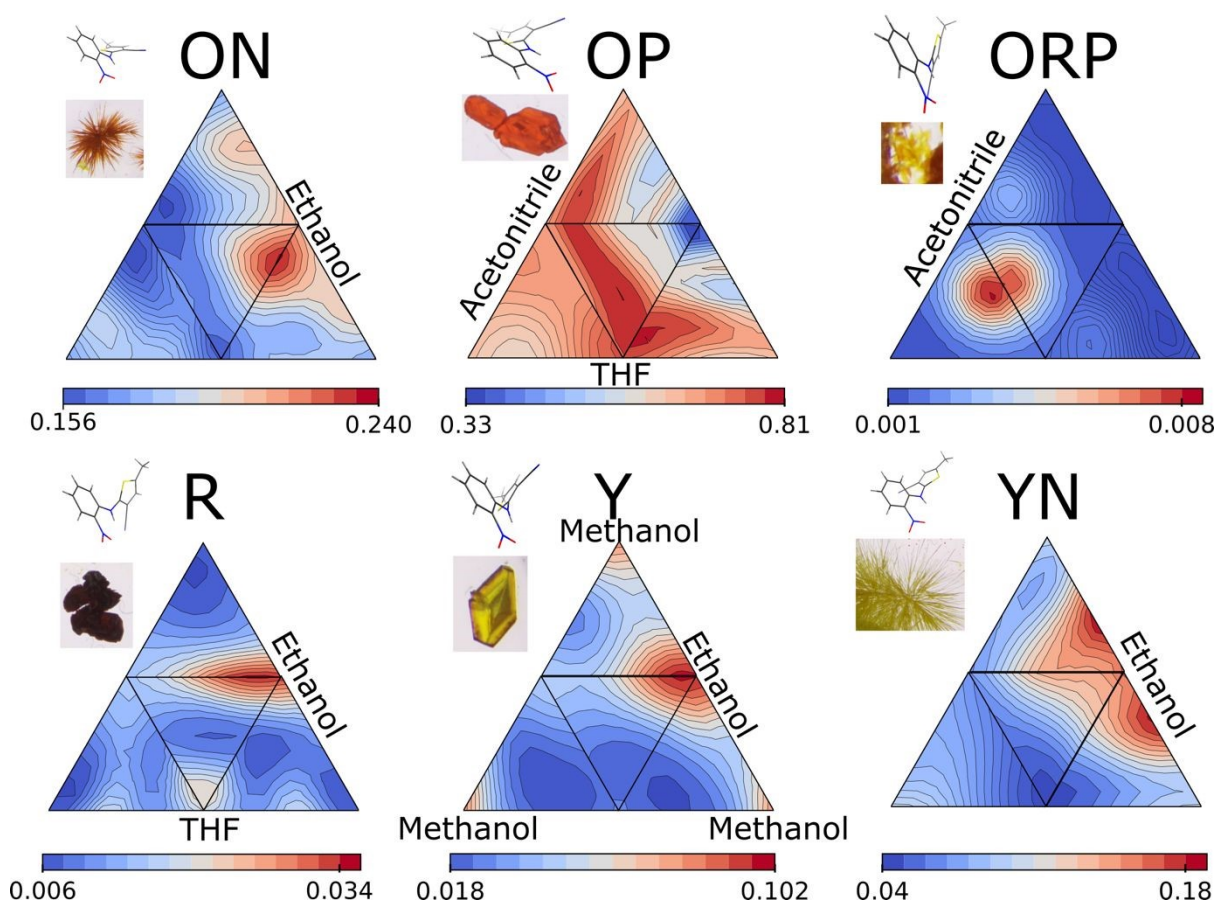 ON
OP
ORP
Ethanol
Acetonitrile
Acetonitrile
THF
0.156
0.240
0.33
0.81
0.001
0.008
R
Y
YN
Methanol
Ethanol
Ethanol
Ethanol
THF
Methanol
Methanol
0.006
0.034
0.018
0.102
0.04
0.18